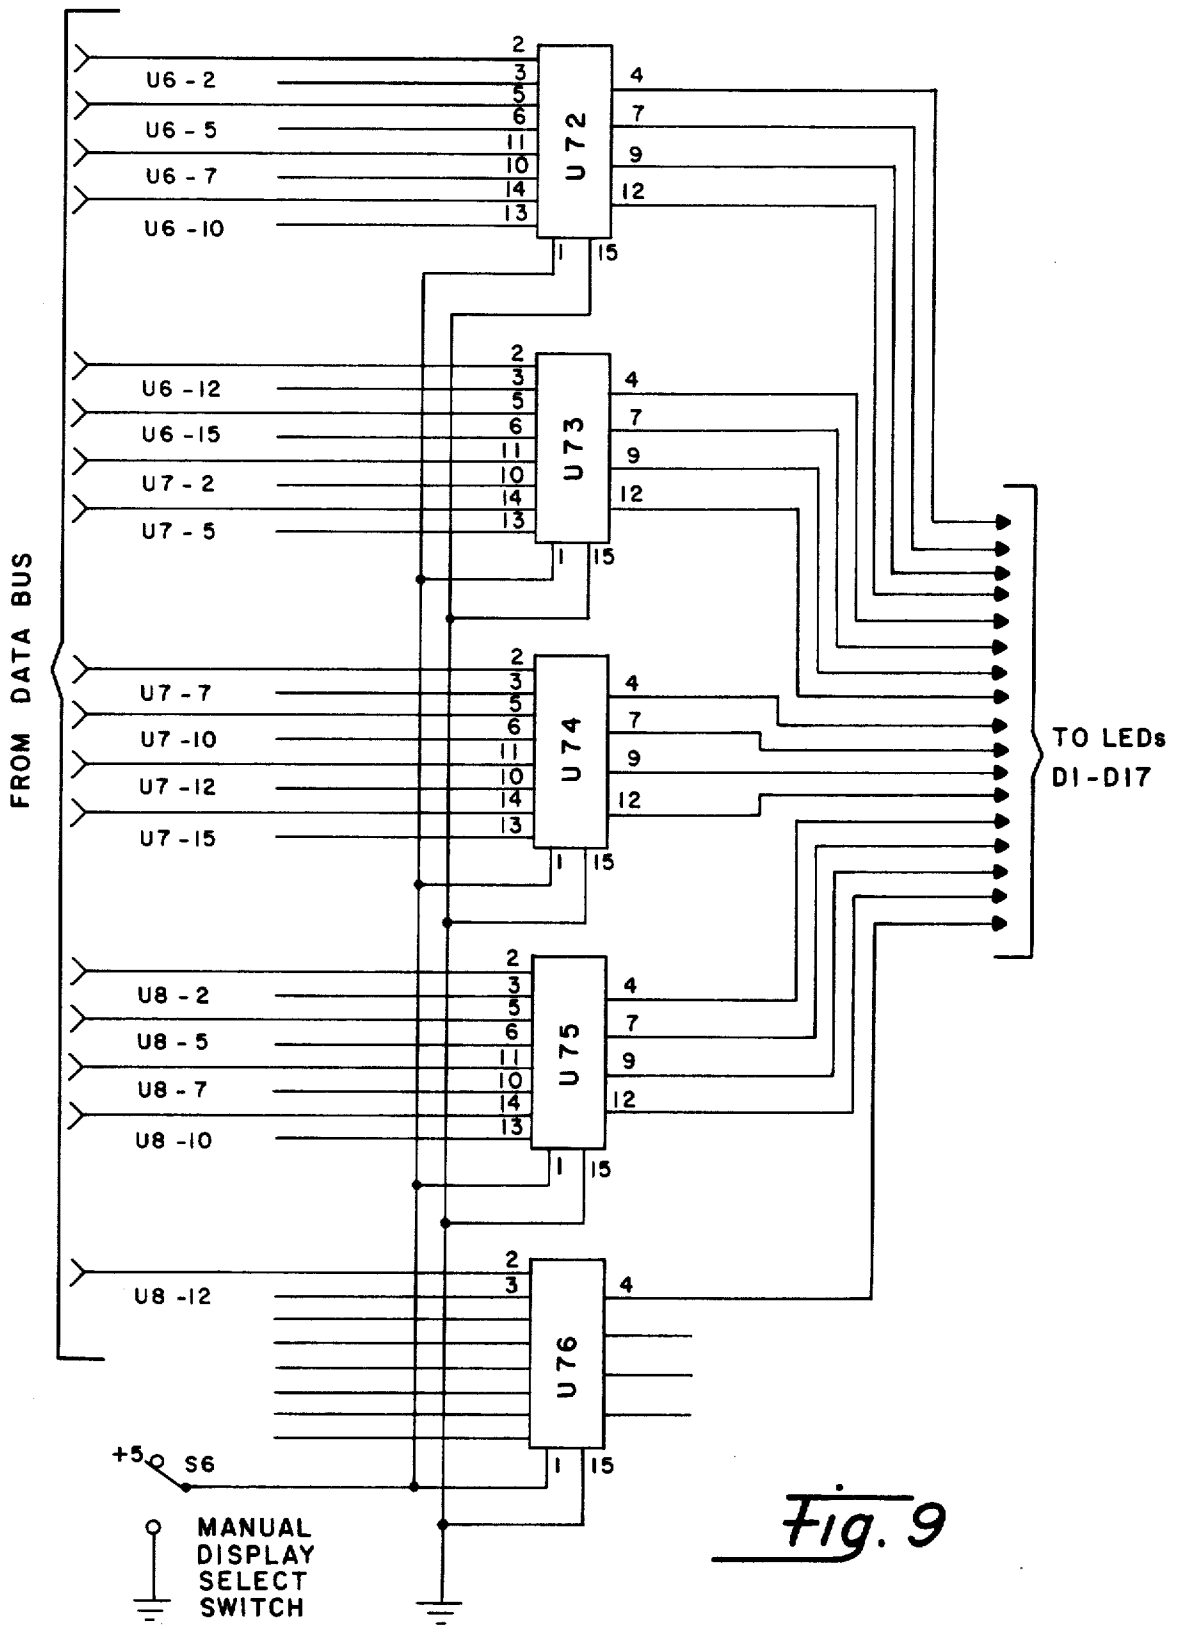 FROM DATA BUS
2
U6-2
3
5
U6-5
6
11
U6-7
10
14
U6-10
13
U72
4
7
9
12
1
15
2
U6-12
3
5
U6-15
6
11
U7-2
10
14
U7-5
13
U73
4
7
9
12
1
15
2
U7-7
3
5
U7-10
6
11
U7-12
10
14
U7-15
13
U74
4
7
9
12
1
15
TO LEDs
D1-D17
2
U8-2
3
5
U8-5
6
11
U8-7
10
14
U8-10
13
U75
4
7
9
12
1
15
2
U8-12
3
U76
4
1
15
+5
S6
MANUAL
DISPLAY
SELECT
SWITCH
Fig. 9